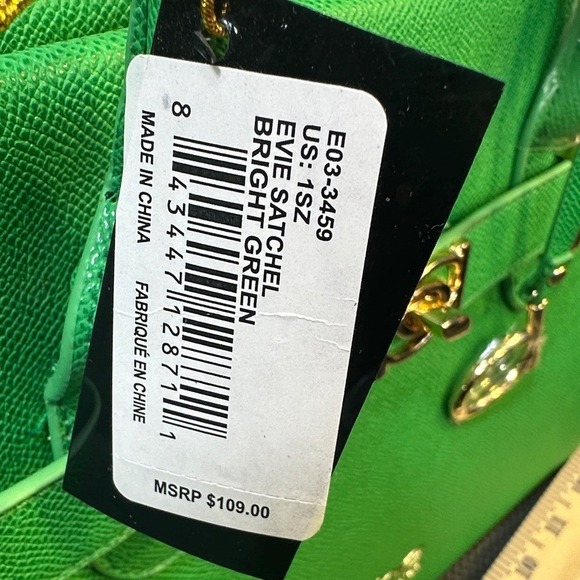 E03-3459
US: 1SZ
EVIE SATCHEL
BRIGHT GREEN
8 43447 12871 1
MADE IN CHINA FABRIQUÉ EN CHINE
MSRP $109.00